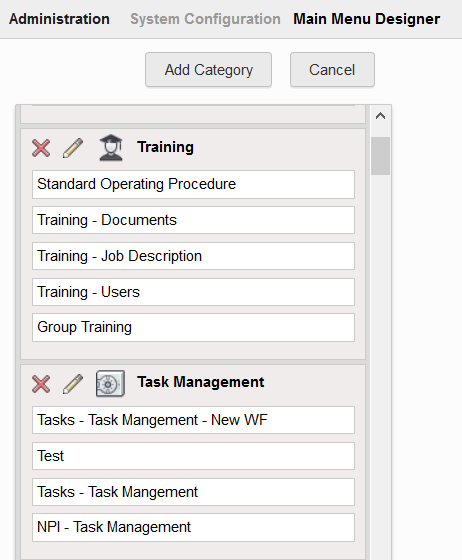 Administration System Configuration Main Menu Designer
Add Category Cancel
Training
Standard Operating Procedure
Training - Documents
Training - Job Description
Training - Users
Group Training
Task Management
Tasks - Task Mangement - New WF
Test
Tasks - Task Mangement
NPI - Task Management